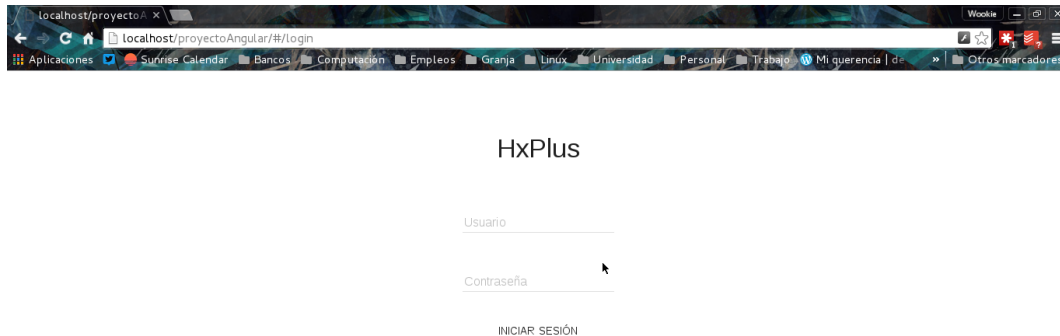 localhost/proyectoA
Wookie
localhost/proyectoAngular/#/login
Aplicaciones Sunrise Calendar Bancos Computación Empleos Granja Linux Universidad Personal Trabajo Mi querencia | de » Otros marcadores
HxPlus
Usuario
Contraseña
INICIAR SESIÓN